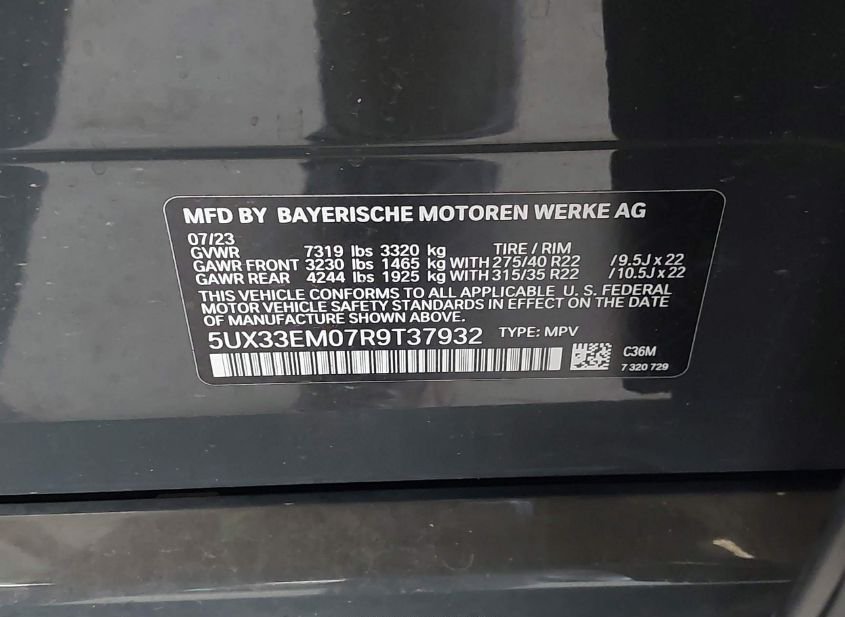 MFD BY BAYERISCHE MOTOREN WERKE AG
07/23
GVWR 7319 lbs 3320 kg TIRE / RIM
GAWR FRONT 3230 lbs 1465 kg WITH 275/40 R22 / 9.5J x 22
GAWR REAR 4244 lbs 1925 kg WITH 315/35 R22 / 10.5J x 22
THIS VEHICLE CONFORMS TO ALL APPLICABLE U. S. FEDERAL
MOTOR VEHICLE SAFETY STANDARDS IN EFFECT ON THE DATE
OF MANUFACTURE SHOWN ABOVE.
5UX33EM07R9T37932 TYPE: MPV
C36M
7 320 729